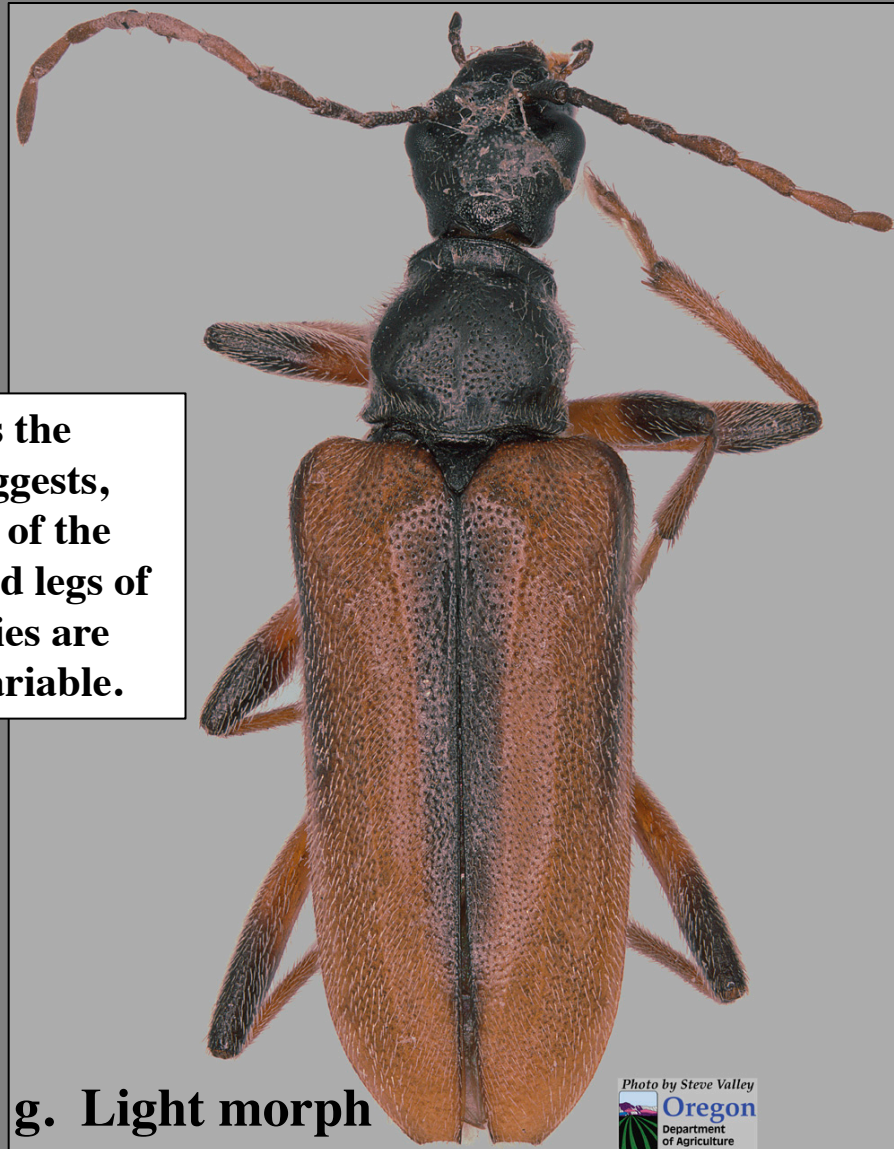 s the
ggests,
of the
d legs of
ies are
ariable.
g. Light morph
Photo by Steve Valley
Oregon
Department
of Agriculture